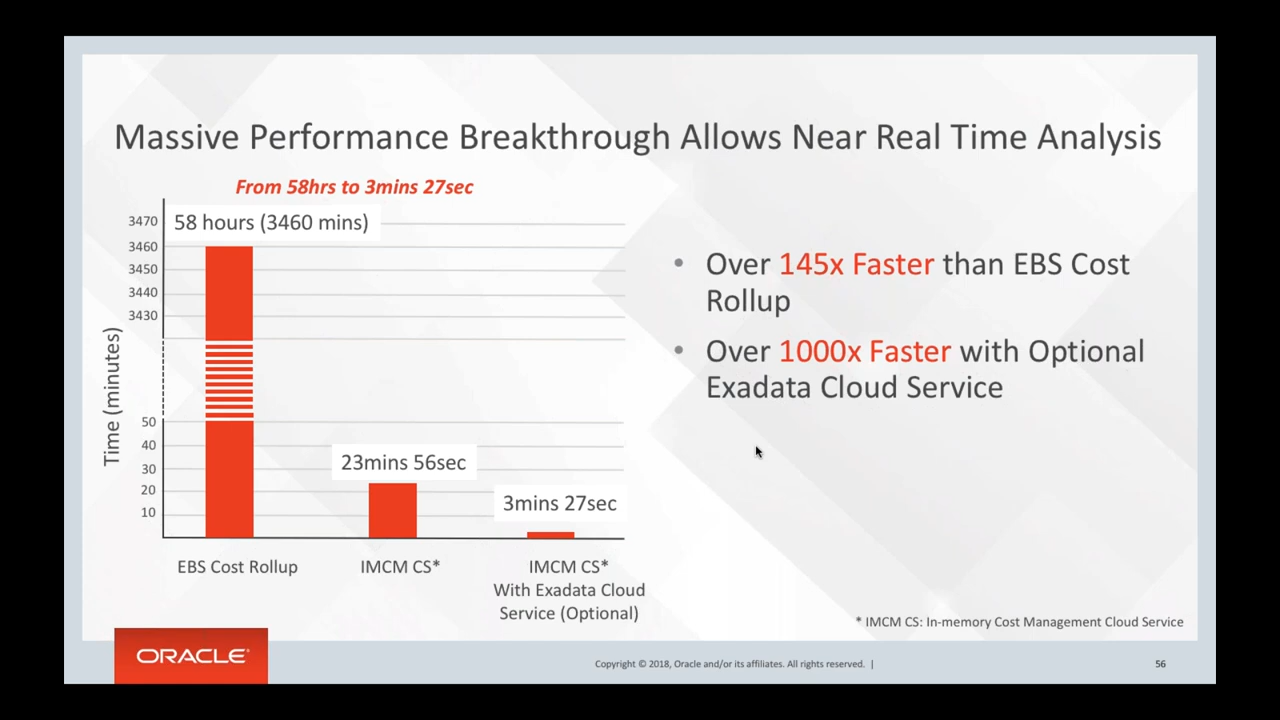 Massive Performance Breakthrough Allows Near Real Time Analysis
From 58hrs to 3mins 27sec
Time (minutes)
3470
3460
3450
3440
3430
50
40
30
20
10
58 hours (3460 mins)
23mins 56sec
3mins 27sec
EBS Cost Rollup
IMCM CS*
IMCM CS*
With Exadata Cloud
Service (Optional)
• Over 145x Faster than EBS Cost
Rollup
• Over 1000x Faster with Optional
Exadata Cloud Service
* IMCM CS: In-memory Cost Management Cloud Service
ORACLE®
Copyright © 2018, Oracle and/or its affiliates. All rights reserved. |
56